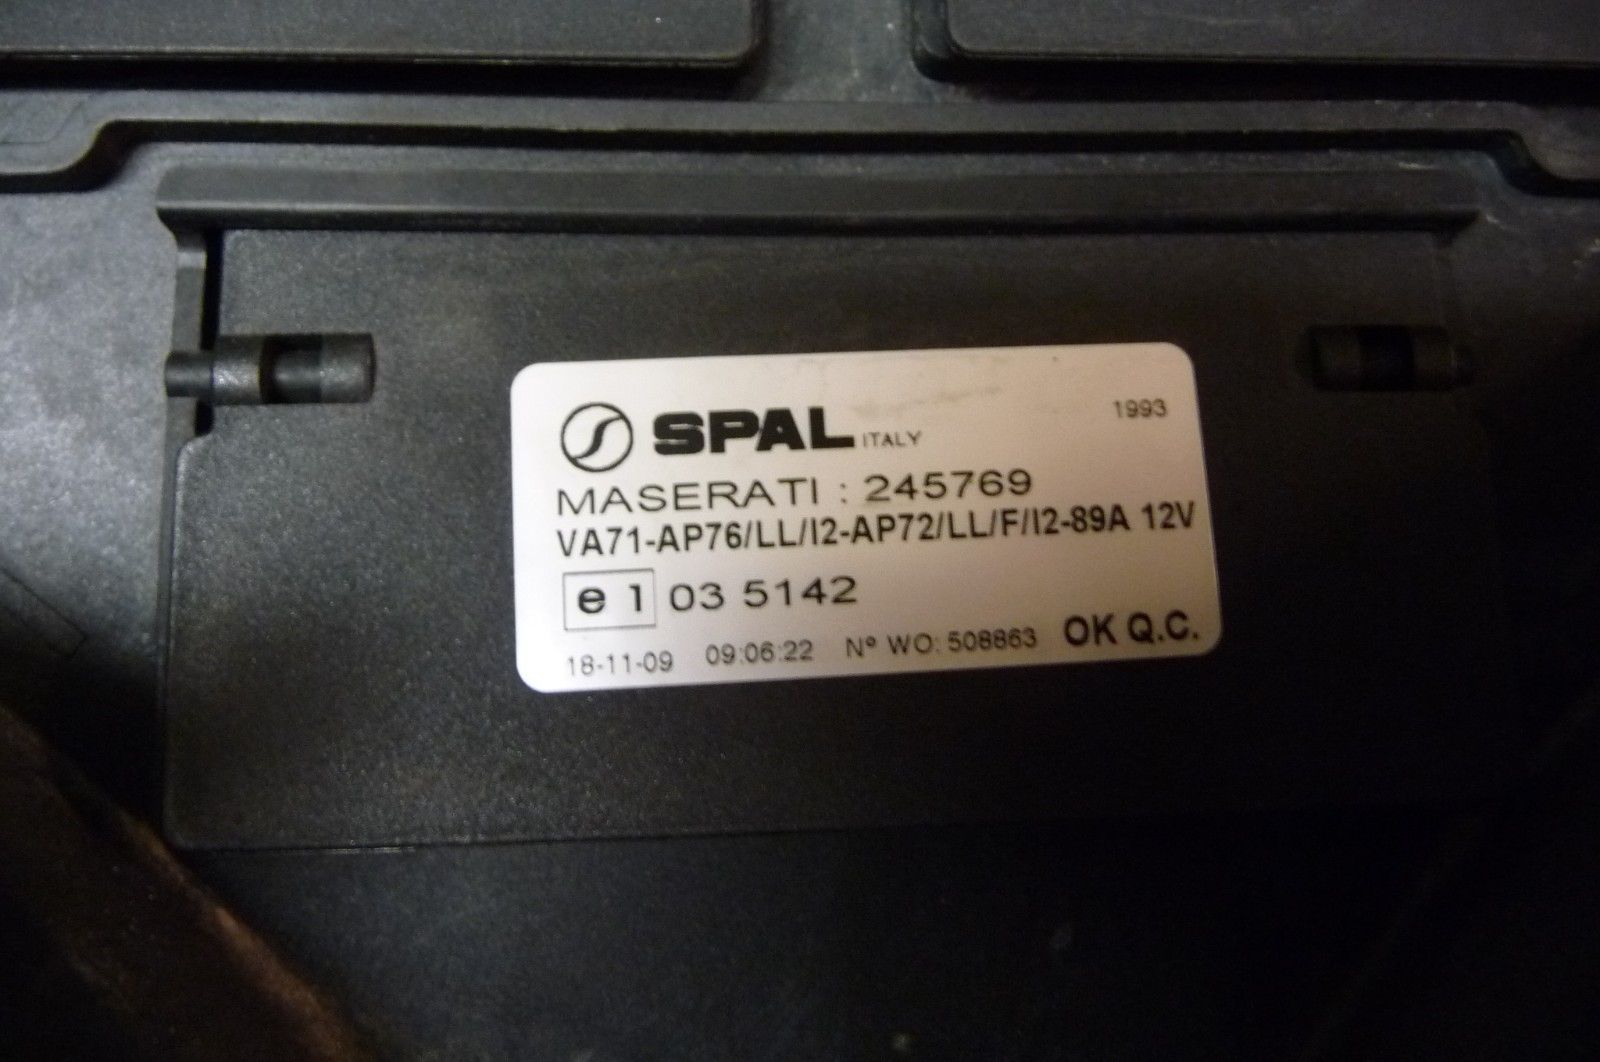 SPAL ITALY 1993
MASERATI : 245769
VA71-AP76/LL/I2-AP72/LL/F/I2-89A 12V
e1 03 5142
18-11-09 09:06:22 Nº WO: 508863 OK Q.C.